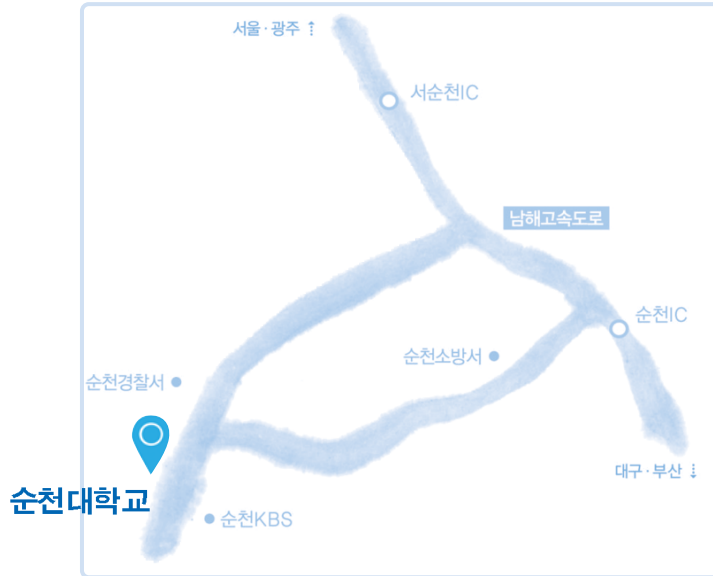 서울·광주 ⇡
서순천IC
남해고속도로
순천IC
순천소방서
순천경찰서
대구·부산 ⇣
순천대학교
순천KBS